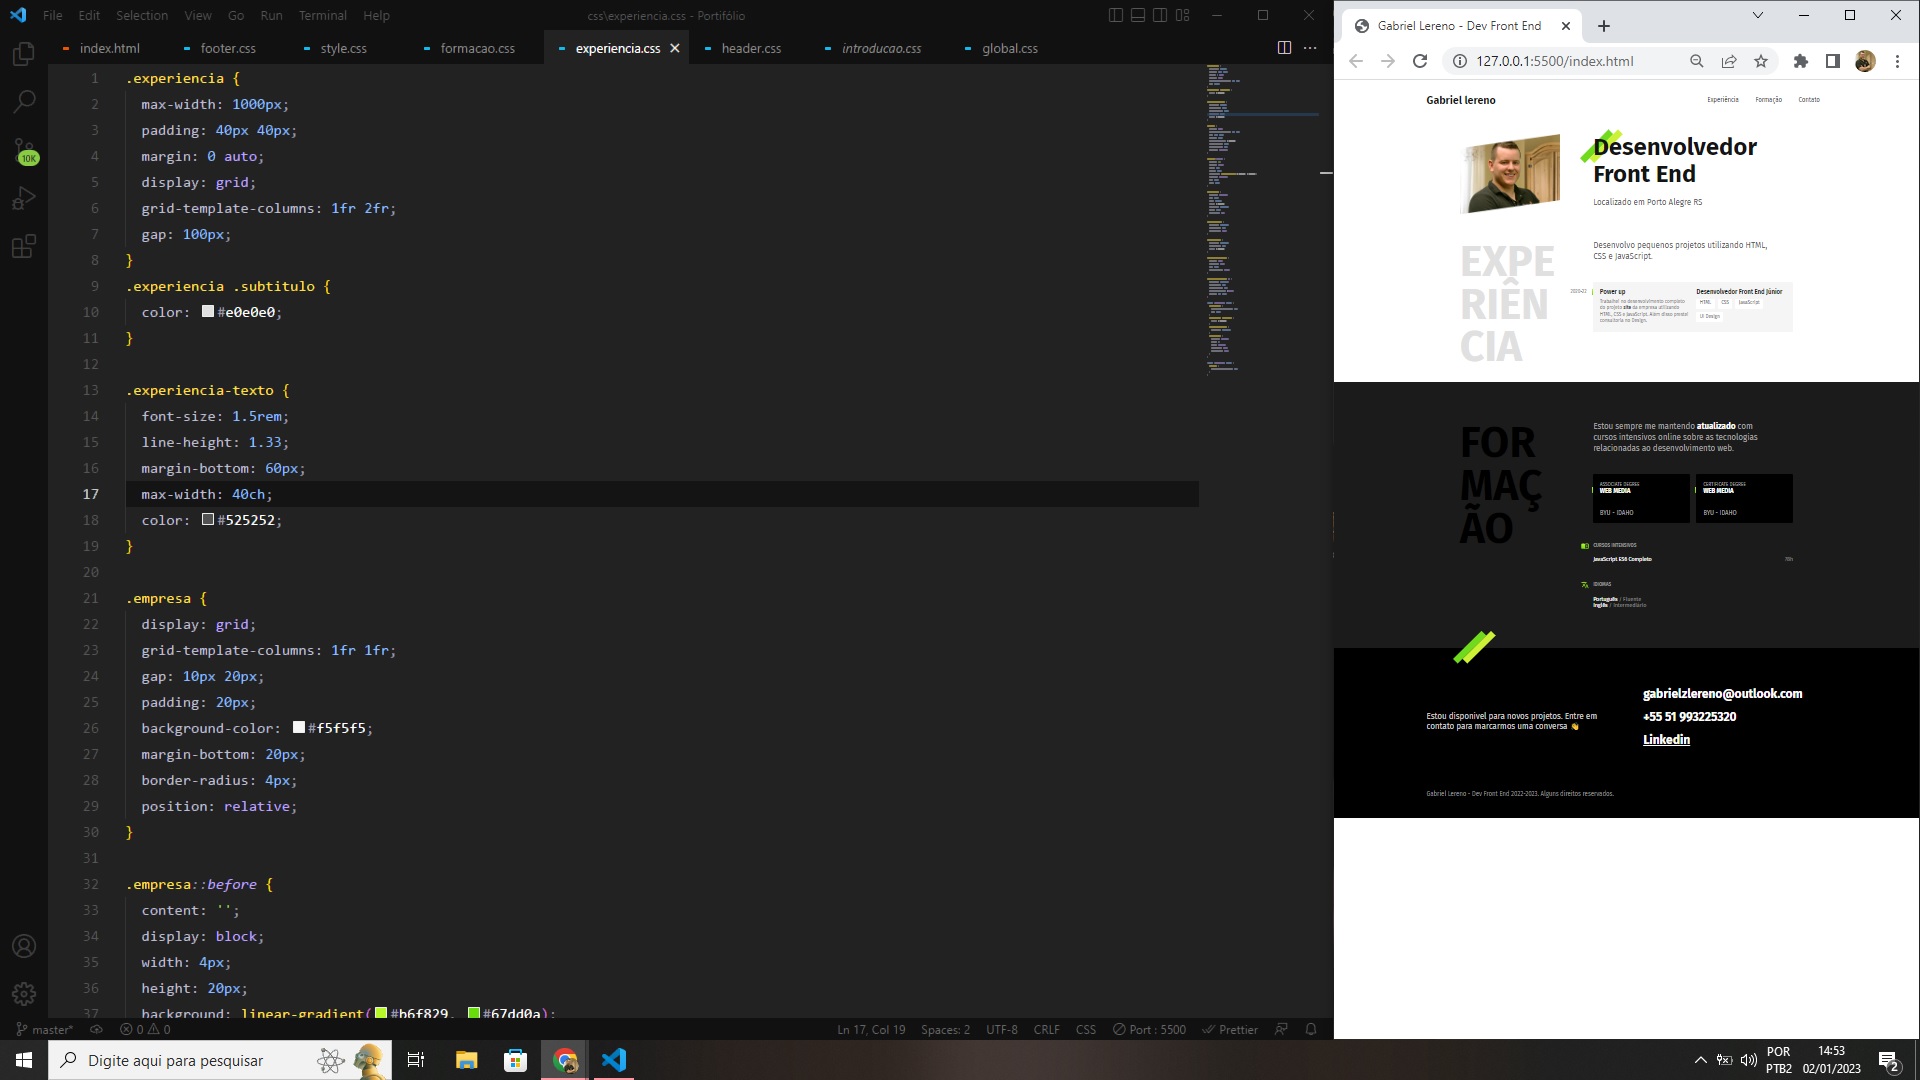 File Edit Selection View Go Run Terminal Help
css\experiencia.css - Portifólio
index.html footer.css style.css formacao.css experiencia.css header.css introducao.css global.css
10K
1 .experiencia {
2 max-width: 1000px;
3 padding: 40px 40px;
4 margin: 0 auto;
5 display: grid;
6 grid-template-columns: 1fr 2fr;
7 gap: 100px;
8 }
9 .experiencia .subtitulo {
10 color: #e0e0e0;
11 }
12
13 .experiencia-texto {
14 font-size: 1.5rem;
15 line-height: 1.33;
16 margin-bottom: 60px;
17 max-width: 40ch;
18 color: #525252;
19 }
20
21 .empresa {
22 display: grid;
23 grid-template-columns: 1fr 1fr;
24 gap: 10px 20px;
25 padding: 20px;
26 background-color: #f5f5f5;
27 margin-bottom: 20px;
28 border-radius: 4px;
29 position: relative;
30 }
31
32 .empresa::before {
33 content: '';
34 display: block;
35 width: 4px;
36 height: 20px;
37 background: linear-gradient(#b6f829, #67dd0a);
master* 0 0 Ln 17, Col 19 Spaces: 2 UTF-8 CRLF CSS Port : 5500 Prettier
Gabriel Lereno - Dev Front End
127.0.0.1:5500/index.html
Gabriel lereno
Experiência Formação Contato
Desenvolvedor
Front End
Localizado em Porto Alegre RS
EXPE
RIÊN
CIA
Desenvolvo pequenos projetos utilizando HTML,
CSS e JavaScript.
2020-23
Power up
Trabalhei no desenvolvimento completo
do projeto site da empresa utilizando
HTML, CSS e JavaScript. Além disso prestei
consultoria no Design.
Desenvolvedor Front End Júnior
HTML CSS JavaScript
UI Design
FOR
MAÇ
ÃO
Estou sempre me mantendo atualizado com
cursos intensivos online sobre as tecnologias
relacionadas ao desenvolvimento web.
ASSOCIATE DEGREE
WEB MEDIA
BYU - IDAHO
CERTIFICATE DEGREE
WEB MEDIA
BYU - IDAHO
CURSOS INTENSIVOS
JavaScript ES6 Completo
IDIOMAS
Português / Fluente
Inglês / Intermediário
Estou disponivel para novos projetos. Entre em
contato para marcarmos uma conversa 👋
gabrielzlereno@outlook.com
+55 51 993225320
Linkedin
Gabriel Lereno - Dev Front End 2022-2023. Alguns direitos reservados.
Digite aqui para pesquisar
POR
PTB2
14:53
02/01/2023
2